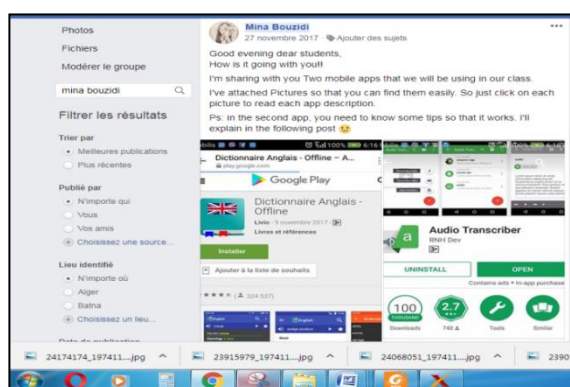 Photos
Fichiers
Modérer le groupe
mina bouzidi
Filtrer les résultats
Trier par
Meilleures publications
Plus récentes
Publié par
N'importe qui
Vous
Vos amis
Choisissez une source...
Lieu identifié
N'importe où
Alger
Batna
Choisissez un lieu...
Mina Bouzidi
27 novembre 2017 · Ajouter des sujets
Good evening dear students,
How is it going with you!!
I'm sharing with you Two mobile apps that we will be using in our class.
I've attached Pictures so that you can find them easily. So just click on each
picture to read each app description.
Ps. in the second app, you need to know some tips so that it works. I'll
explain in the following post
100%
6:16
Dictionnaire Anglais - Offline – A...
play.google.com
Google Play
Dictionnaire Anglais -
Offline
Livio - 9 novembre 2017
Livres et références
Installer
Ajouter à la liste de souhaits
Audio Transcriber
RNH Dev
UNINSTALL
OPEN
Contains ads • In-app purchase
100
THOUSAND
Downloads
2.7
740
Tools
Similar
24174174_197411....jpg
23915979_197411....jpg
24068051_197411....jpg
2390